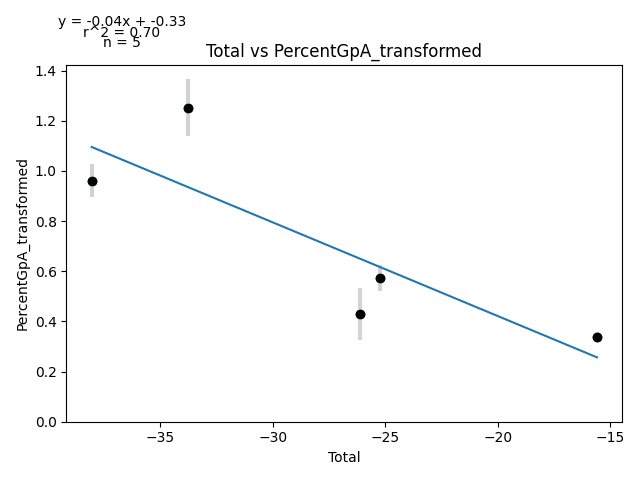 y = -0.04x + -0.33
r^2 = 0.70
n = 5
Total vs PercentGpA_transformed
1.4
1.2
1.0
0.8
0.6
0.4
0.2
0.0
PercentGpA_transformed
−35
−30
−25
−20
−15
Total